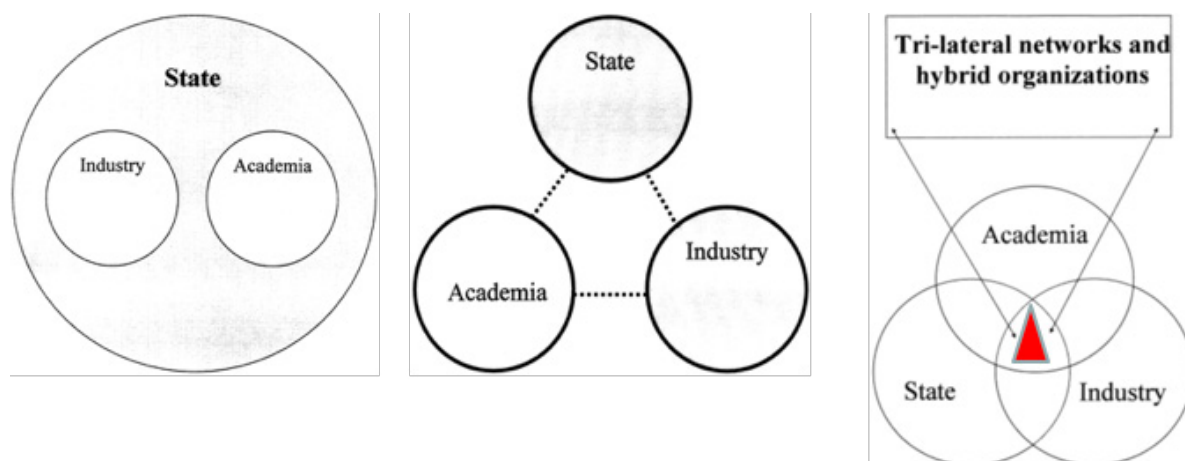 State
Industry
Academia
State
Academia
Industry
Tri-lateral networks and
hybrid organizations
Academia
State
Industry